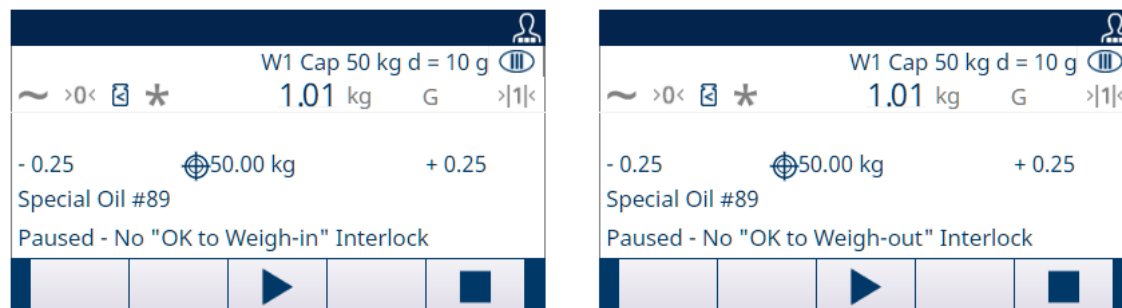 W1 Cap 50 kg d = 10 g
~ >0< < * 1.01 kg G >|1|<
- 0.25 50.00 kg + 0.25
Special Oil #89
Paused - No "OK to Weigh-in" Interlock
W1 Cap 50 kg d = 10 g
~ >0< < * 1.01 kg G >|1|<
- 0.25 50.00 kg + 0.25
Special Oil #89
Paused - No "OK to Weigh-out" Interlock